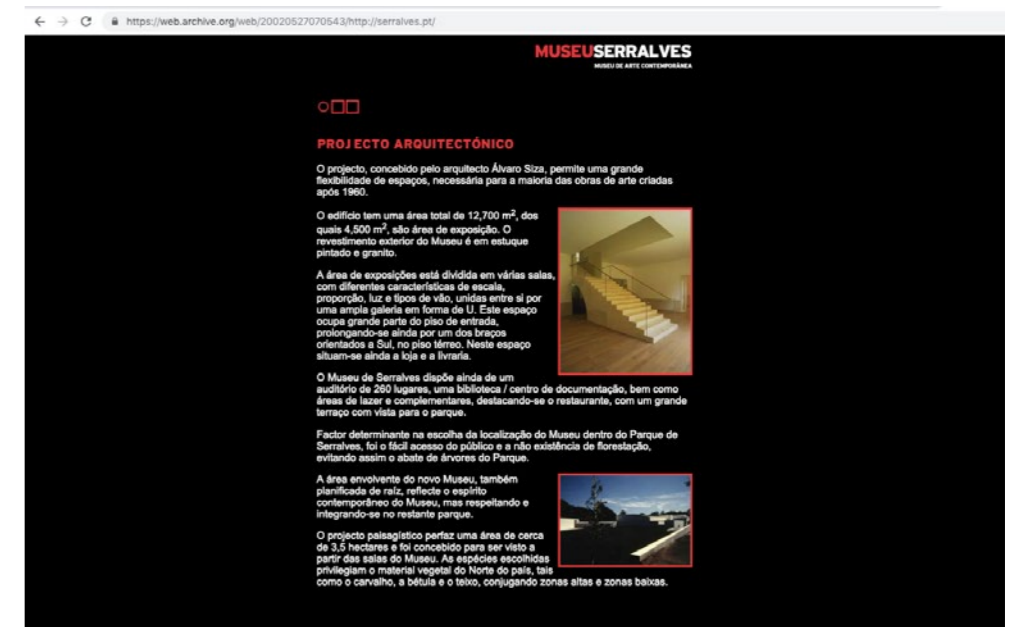 https://web.archive.org/web/20020527070543/http://serralves.pt/
MUSEUSERRALVES
MUSEU DE ARTE CONTEMPORÂNEA
PROJECTO ARQUITECTÓNICO
O projecto, concebido pelo arquitecto Álvaro Siza, permite uma grande
flexibilidade de espaços, necessária para a maioria das obras de arte criadas
após 1960.
O edifício tem uma área total de 12,700 m², dos
quais 4,500 m², são área de exposição. O
revestimento exterior do Museu é em estuque
pintado e granito.
A área de exposições está dividida em várias salas,
com diferentes características de escala,
proporção, luz e tipos de vão, unidas entre si por
uma ampla galeria em forma de U. Este espaço
ocupa grande parte do piso de entrada,
prolongando-se ainda por um dos braços
orientados a Sul, no piso térreo. Neste espaço
situam-se ainda a loja e a livraria.
O Museu de Serralves dispõe ainda de um
auditório de 260 lugares, uma biblioteca / centro de documentação, bem como
áreas de lazer e complementares, destacando-se o restaurante, com um grande
terraço com vista para o parque.
Factor determinante na escolha da localização do Museu dentro do Parque de
Serralves, foi o fácil acesso do público e a não existência de florestação,
evitando assim o abate de árvores do Parque.
A área envolvente do novo Museu, também
planificada de raíz, reflecte o espírito
contemporâneo do Museu, mas respeitando e
integrando-se no restante parque.
O projecto paisagístico perfaz uma área de cerca
de 3,5 hectares e foi concebido para ser visto a
partir das salas do Museu. As espécies escolhidas
privilegiam o material vegetal do Norte do país, tais
como o carvalho, a bétula e o teixo, conjugando zonas altas e zonas baixas.